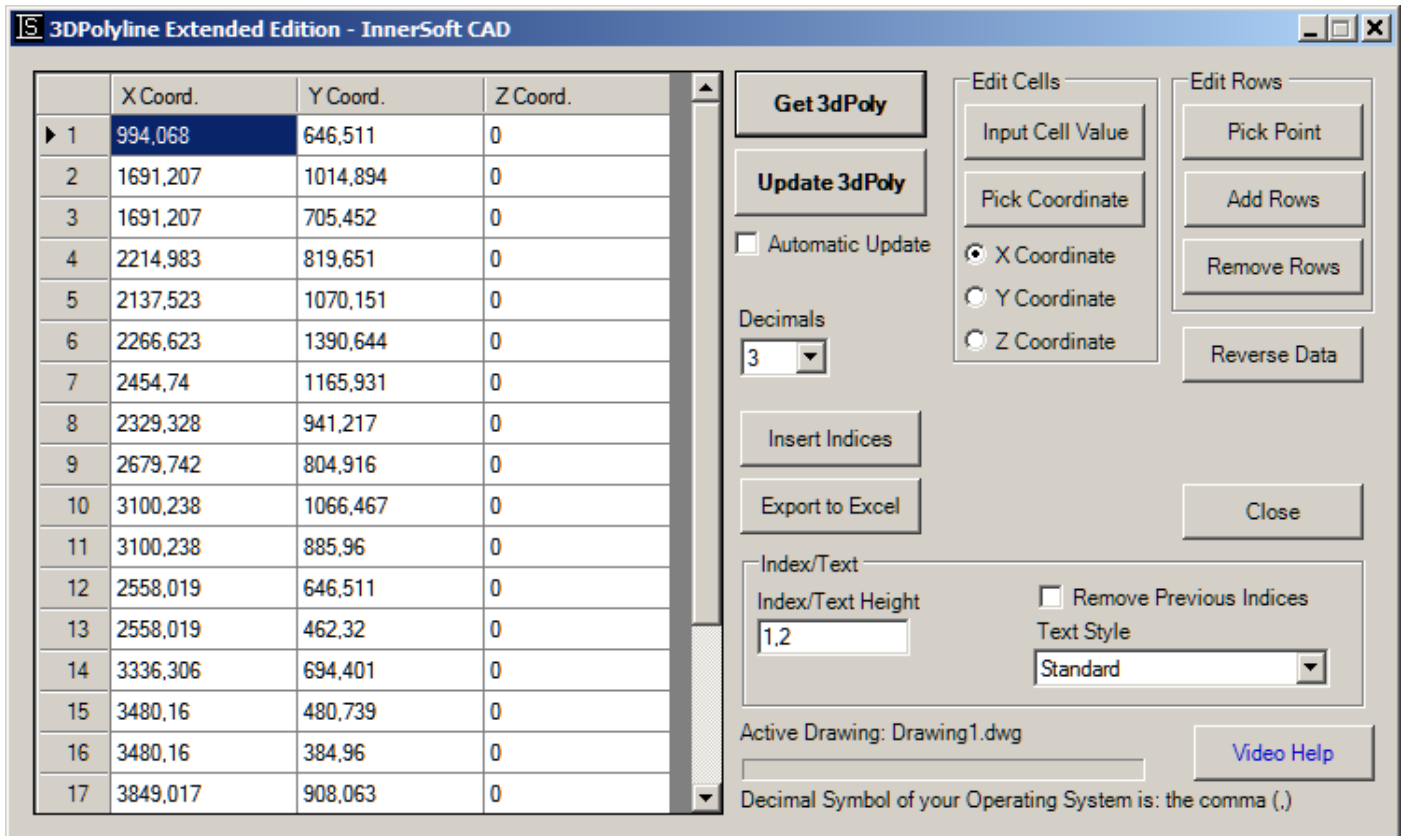 3DPolyline Extended Edition - InnerSoft CAD
X Coord. Y Coord. Z Coord.
1 994,068 646,511 0
2 1691,207 1014,894 0
3 1691,207 705,452 0
4 2214,983 819,651 0
5 2137,523 1070,151 0
6 2266,623 1390,644 0
7 2454,74 1165,931 0
8 2329,328 941,217 0
9 2679,742 804,916 0
10 3100,238 1066,467 0
11 3100,238 885,96 0
12 2558,019 646,511 0
13 2558,019 462,32 0
14 3336,306 694,401 0
15 3480,16 480,739 0
16 3480,16 384,96 0
17 3849,017 908,063 0
Get 3dPoly
Update 3dPoly
Automatic Update
Decimals
3
Insert Indices
Export to Excel
Edit Cells
Input Cell Value
Pick Coordinate
X Coordinate
Y Coordinate
Z Coordinate
Edit Rows
Pick Point
Add Rows
Remove Rows
Reverse Data
Close
Index/Text
Index/Text Height
1,2
Remove Previous Indices
Text Style
Standard
Active Drawing: Drawing1.dwg
Video Help
Decimal Symbol of your Operating System is: the comma (,)